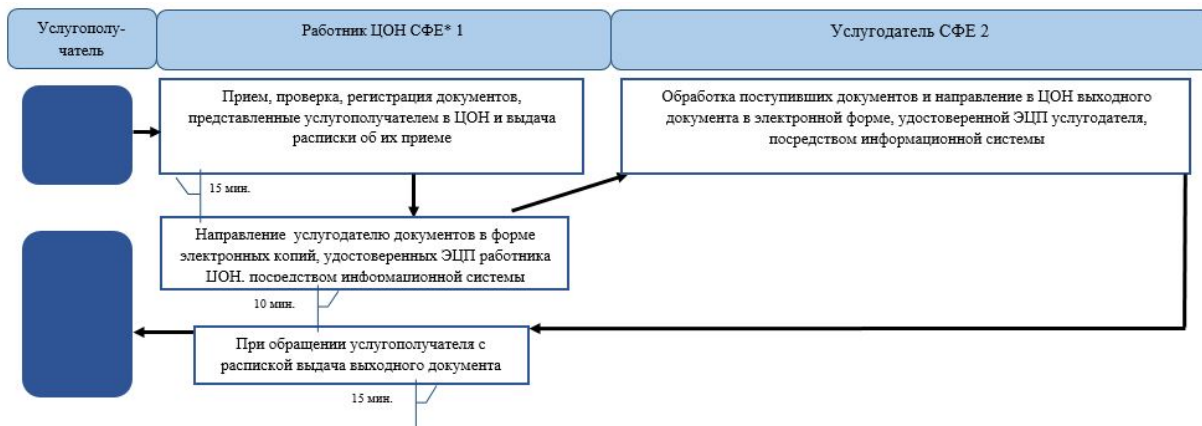 Услугополу-
чатель
Работник ЦОН СФЕ* 1
Услугодатель СФЕ 2
Прием, проверка, регистрация документов,
представленные услугополучателем в ЦОН и выдача
расписки об их приеме
Обработка поступивших документов и направление в ЦОН выходного
документа в электронной форме, удостоверенной ЭЦП услугодателя,
посредством информационной системы
15 мин.
Направление услугодателю документов в форме
электронных копий, удостоверенных ЭЦП работника
ЦОН, посредством информационной системы
10 мин.
При обращении услугополучателя с
распиской выдача выходного документа
15 мин.